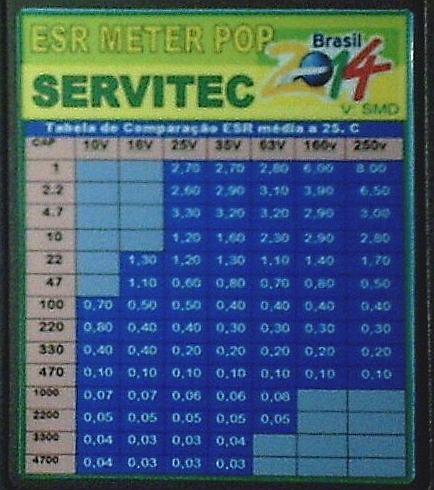 ESR METER POP
Brasil
2014
SERVITEC
V. SMD
Tabela de Comparação ESR média a 25. C
CAP 10V 16V 25V 35V 63V 160v 250v
1 2,70 2,70 2,80 6,00 8,00
2.2 2,60 2,90 3,10 3,90 6,50
4.7 3,30 3,20 3,20 2,90 3,00
10 1,20 1,60 2,30 2,90 2,80
22 1,30 1,20 1,30 1,10 1,40 1,70
47 1,10 0,60 0,80 0,70 0,80 0,50
100 0,70 0,50 0,50 0,40 0,40 0,40 0,40
220 0,80 0,40 0,40 0,30 0,30 0,30 0,30
330 0,40 0,40 0,20 0,20 0,20 0,20 0,20
470 0,10 0,10 0,10 0,10 0,10 0,10 0,10
1000 0,07 0,07 0,06 0,06 0,08
2200 0,05 0,05 0,05 0,05 0,05
3300 0,04 0,03 0,03 0,04
4700 0,04 0,03 0,03 0,03